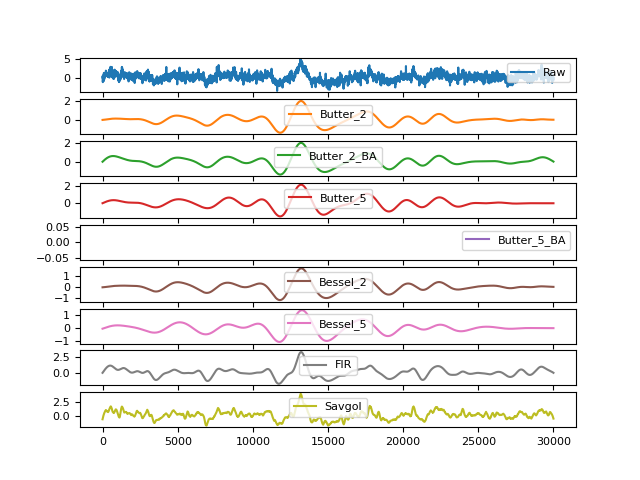 5
0
Raw
2
0
Butter_2
2
0
Butter_2_BA
2
0
Butter_5
0.05
0.00
−0.05
Butter_5_BA
1
0
−1
Bessel_2
1
0
−1
Bessel_5
2.5
0.0
FIR
2.5
0.0
Savgol
0 5000 10000 15000 20000 25000 30000